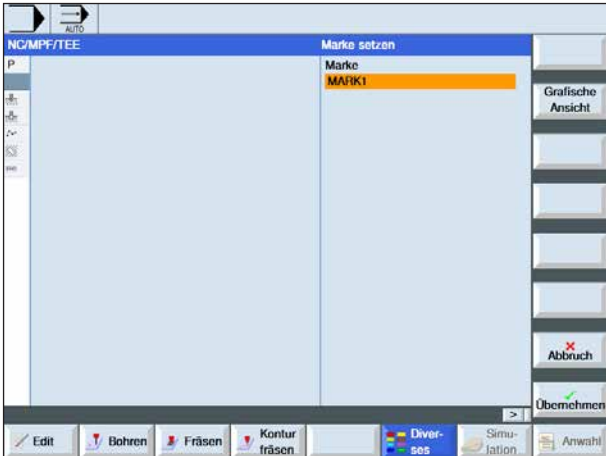 AUTO
NC/MPF/TEE
Marke setzen
P
Marke
MARK1
END
Grafische
Ansicht
Abbruch
Übernehmen
>
Edit
Bohren
Fräsen
Kontur
fräsen
Diver-
ses
Simu-
lation
Anwahl